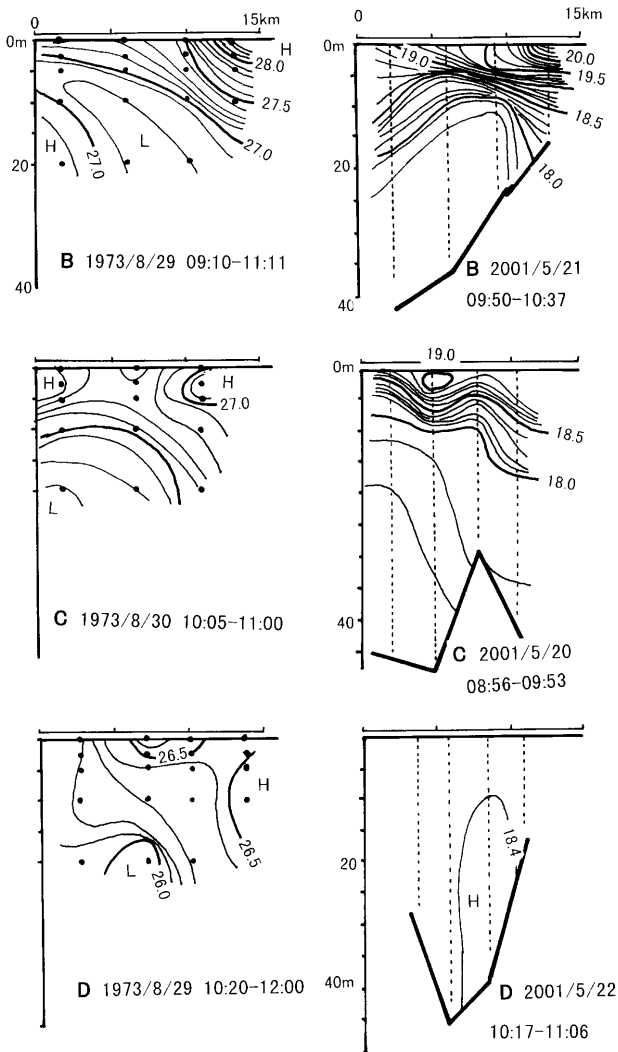 0 15km
0m
H
28.0
27.5
27.0
L
H
27.0
20
40
B 1973/8/29 09:10-11:11
0 15km
0m
19.0
20.0
19.5
18.5
18.0
20
40
B 2001/5/21
09:50-10:37
H
H
27.0
L
C 1973/8/30 10:05-11:00
19.0
0m
18.5
18.0
40
C 2001/5/20
08:56-09:53
26.5
H
26.5
L
26.0
D 1973/8/29 10:20-12:00
18.4
20
H
40m
D 2001/5/22
10:17-11:06